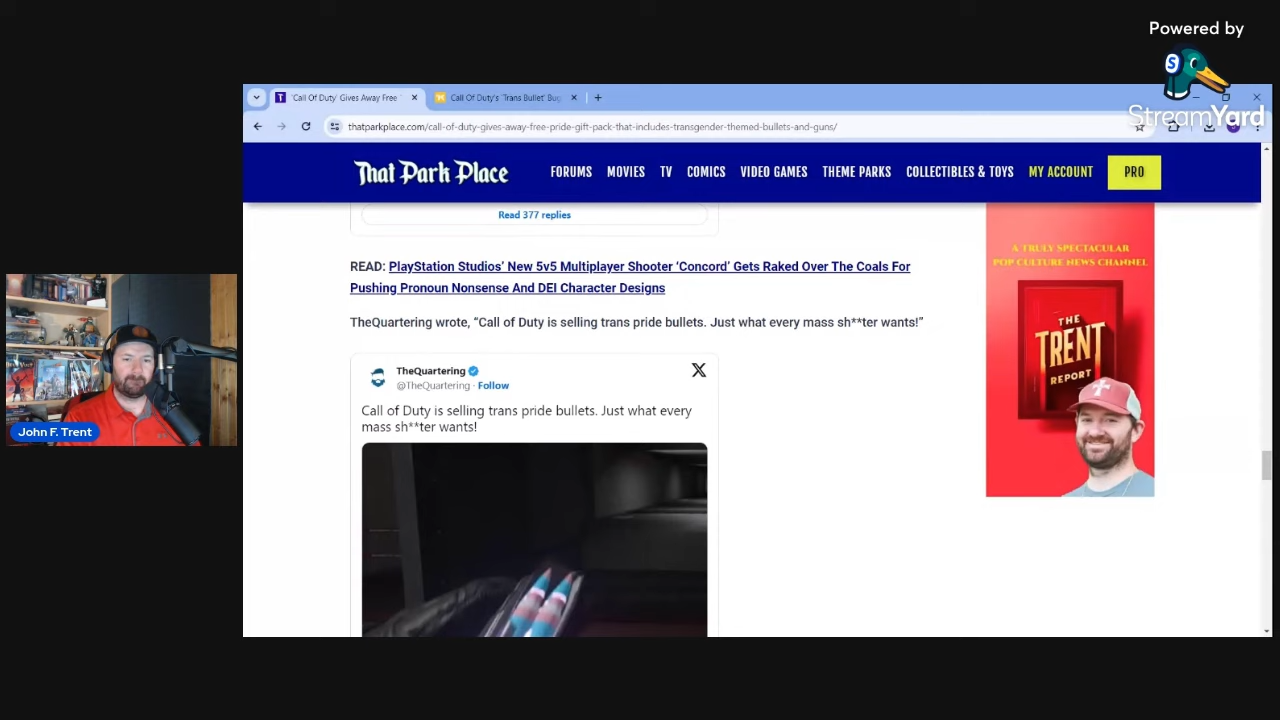 Powered by
StreamYard
'Call Of Duty' Gives Away Free
Call Of Duty's 'Trans Bullet' Bug
thatparkplace.com/call-of-duty-gives-away-free-pride-gift-pack-that-includes-transgender-themed-bullets-and-guns/
That Park Place
FORUMS MOVIES TV COMICS VIDEO GAMES THEME PARKS COLLECTIBLES & TOYS MY ACCOUNT PRO
Read 377 replies
READ: PlayStation Studios' New 5v5 Multiplayer Shooter 'Concord' Gets Raked Over The Coals For
Pushing Pronoun Nonsense And DEI Character Designs
TheQuartering wrote, “Call of Duty is selling trans pride bullets. Just what every mass sh**ter wants!”
TheQuartering
@TheQuartering · Follow
Call of Duty is selling trans pride bullets. Just what every
mass sh**ter wants!
A TRULY SPECTACULAR
POP CULTURE NEWS CHANNEL
THE
TRENT
REPORT
John F. Trent